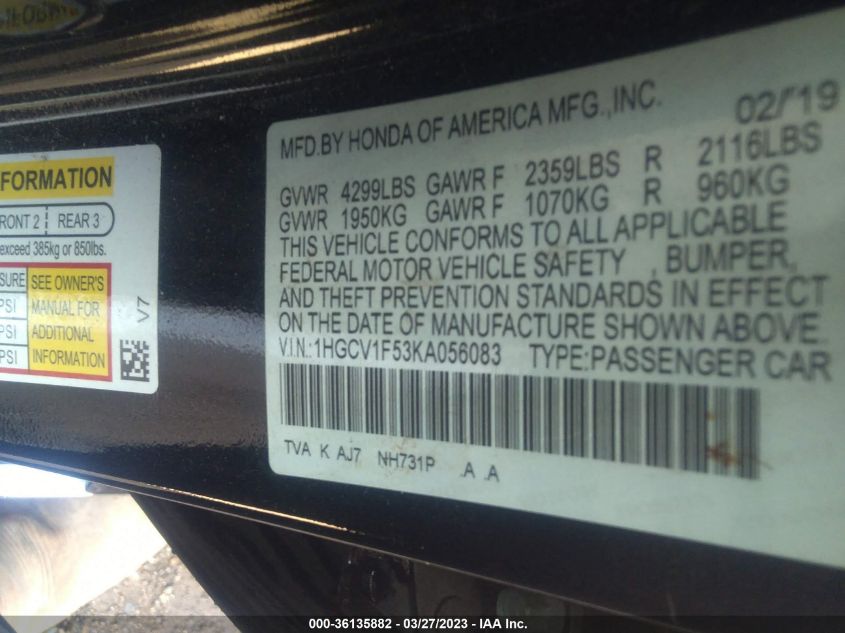 FORMATION
FRONT 2 REAR 3
exceed 385kg or 850lbs.
SURE SEE OWNER'S
PSI MANUAL FOR
PSI ADDITIONAL
PSI INFORMATION
V7
MFD.BY HONDA OF AMERICA MFG.,INC. 02/'19
GVWR 4299LBS GAWR F 2359LBS R 2116LBS
GVWR 1950KG GAWR F 1070KG R 960KG
THIS VEHICLE CONFORMS TO ALL APPLICABLE
FEDERAL MOTOR VEHICLE SAFETY , BUMPER,
AND THEFT PREVENTION STANDARDS IN EFFECT
ON THE DATE OF MANUFACTURE SHOWN ABOVE.
V.I.N.:1HGCV1F53KA056083 TYPE:PASSENGER CAR
TVA K AJ7 NH731P A A
000-36135882 — 03/27/2023 — IAA Inc.